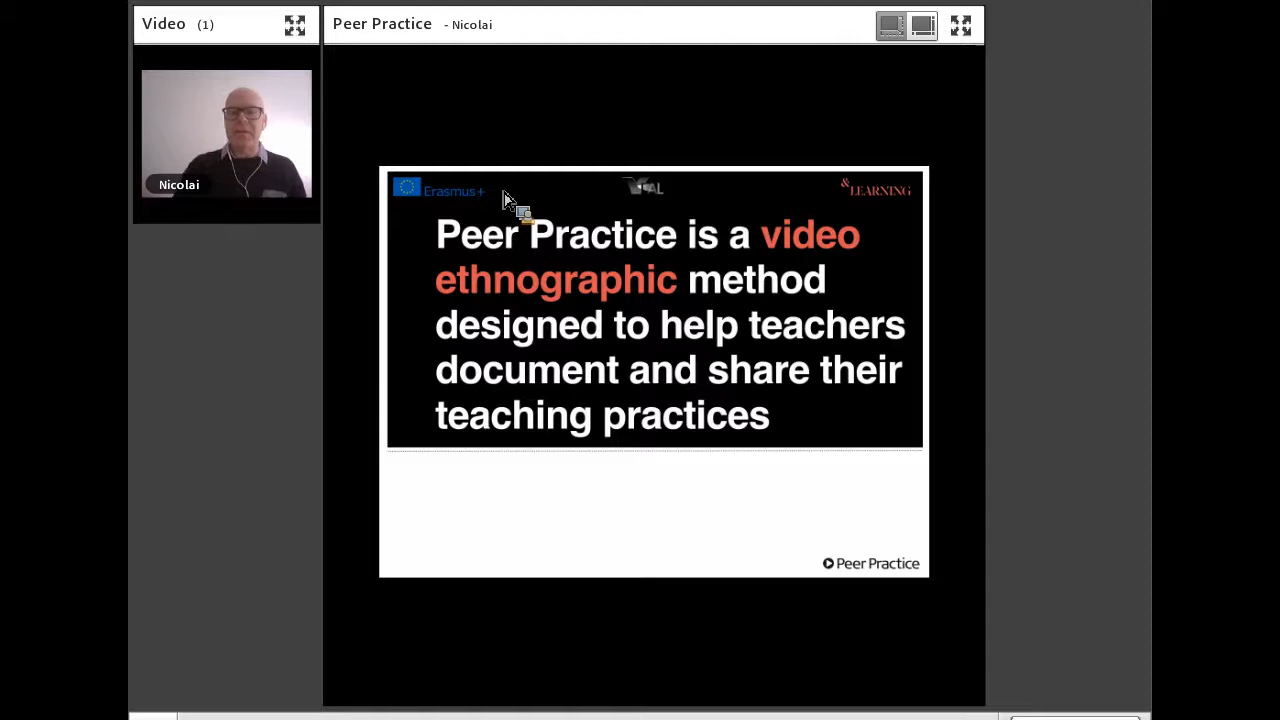 Video (1)
Peer Practice - Nicolai
Nicolai
Erasmus+
&LEARNING
Peer Practice is a video
ethnographic method
designed to help teachers
document and share their
teaching practices
Peer Practice